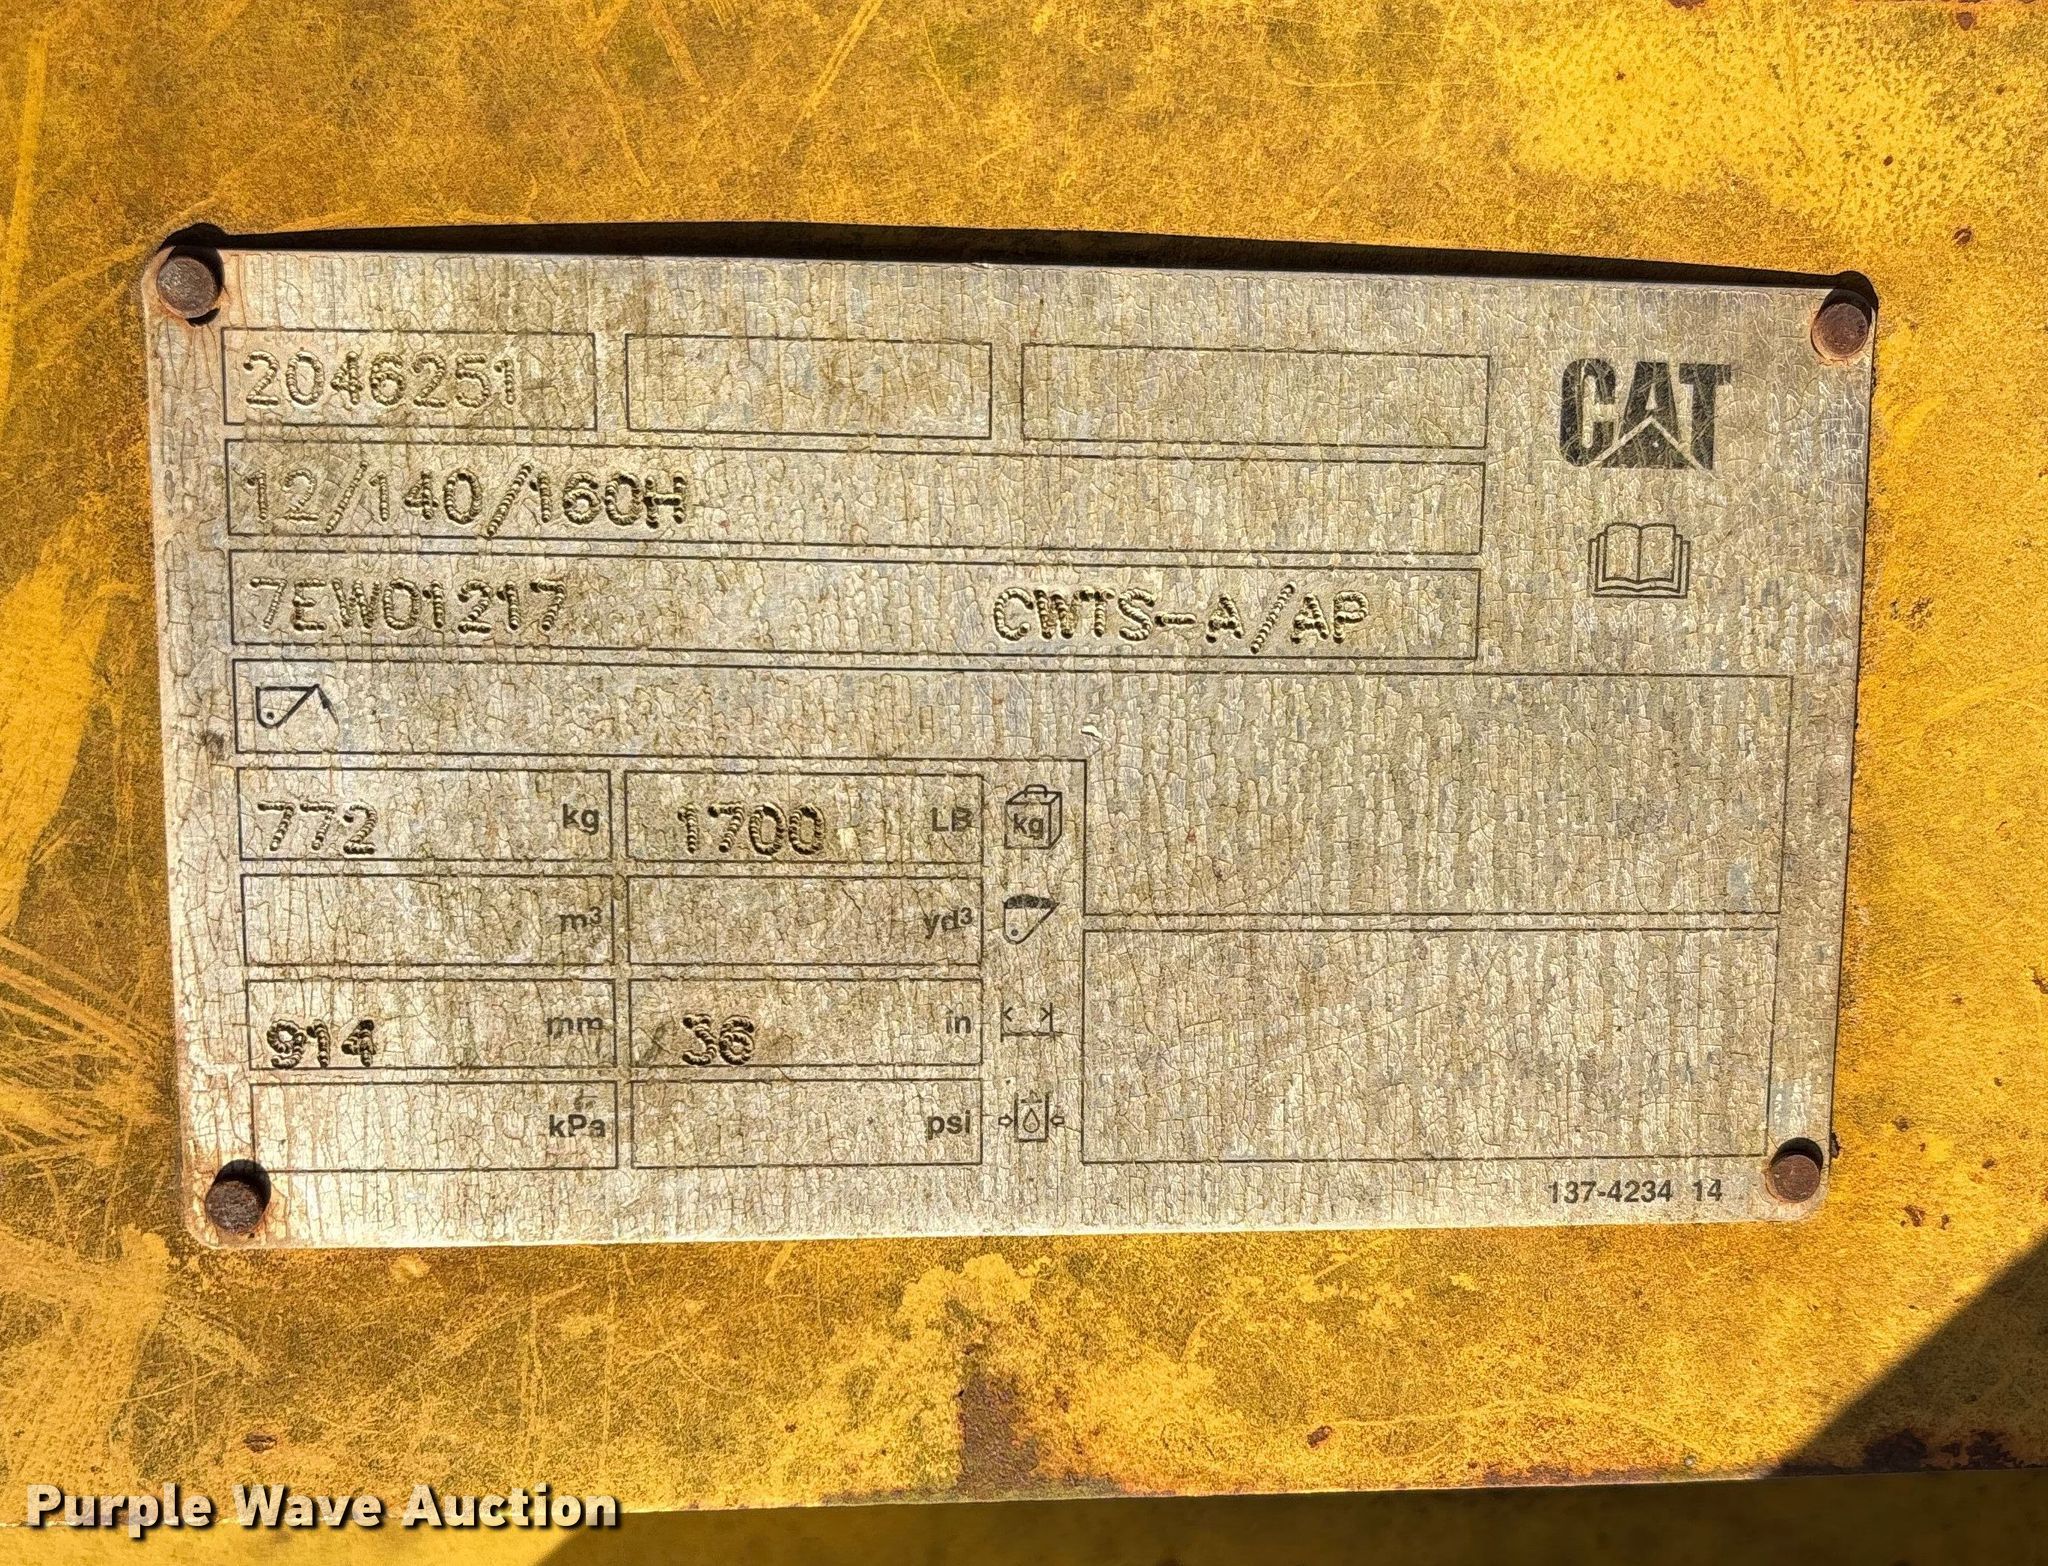 2046251
CAT
12/140/160H
7EW01217 CWTS-A/AP
772 kg 1700 LB kg
m³ yd³
914 mm 36 in
kPa psi
137-4234 14
Purple Wave Auction